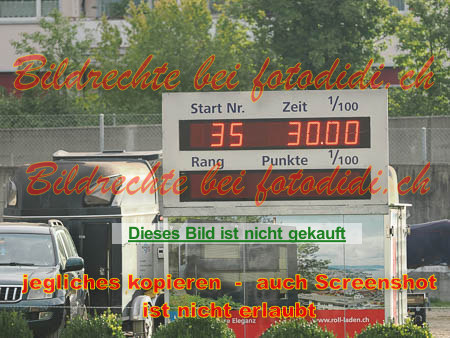 Bildrechte bei fotodidi.ch
Start Nr. Zeit 1/100
35 30.00
Rang Punkte 1/100
Bildrechte bei fotodidi.ch
Dieses Bild ist nicht gekauft
jegliches kopieren - auch Screenshot
ist nicht erlaubt
Eleganz
www.roll-laden.ch